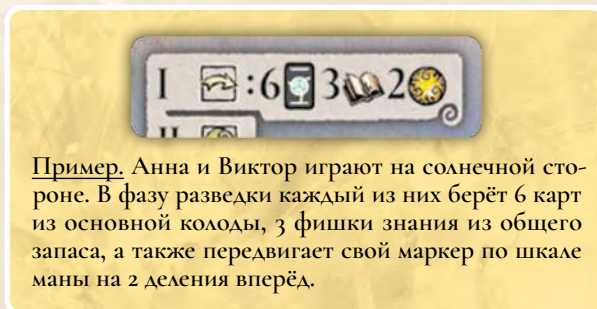 I :6 3 2
II
Пример. Анна и Виктор играют на солнечной сто-
роне. В фазу разведки каждый из них берёт 6 карт
из основной колоды, 3 фишки знания из общего
запаса, а также передвигает свой маркер по шкале
маны на 2 деления вперёд.